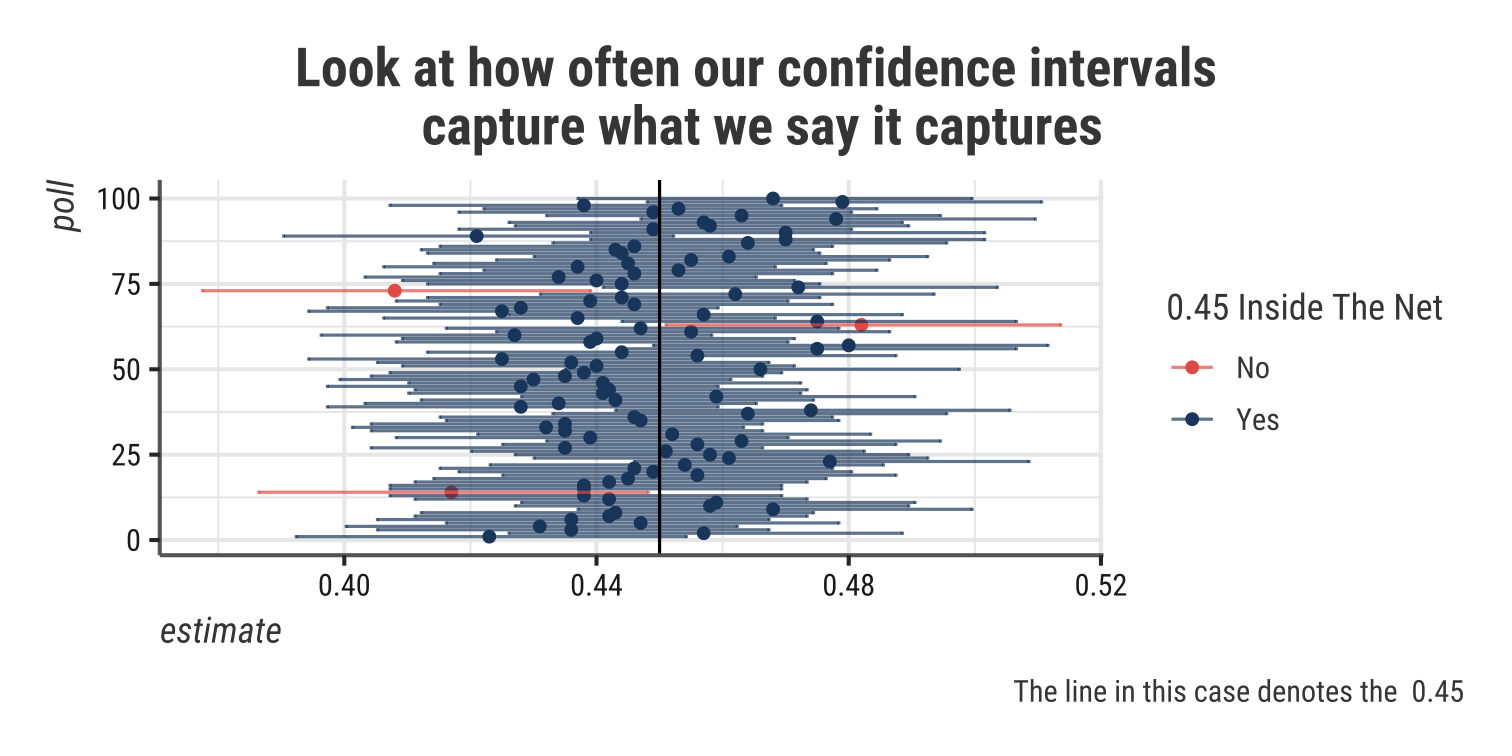 Look at how often our confidence intervals
capture what we say it captures
poll
100
75
50
25
0
0.40 0.44 0.48 0.52
estimate
0.45 Inside The Net
No
Yes
The line in this case denotes the  0.45